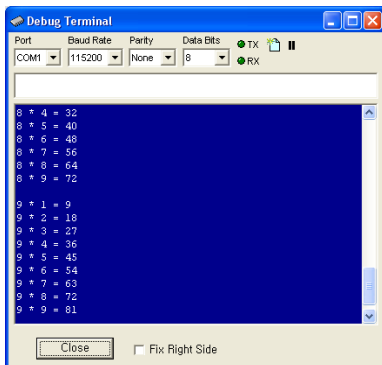 Debug Terminal
Port Baud Rate Parity Data Bits
TX
COM1 115200 None 8
RX
8 * 4 = 32
8 * 5 = 40
8 * 6 = 48
8 * 7 = 56
8 * 8 = 64
8 * 9 = 72
9 * 1 = 9
9 * 2 = 18
9 * 3 = 27
9 * 4 = 36
9 * 5 = 45
9 * 6 = 54
9 * 7 = 63
9 * 8 = 72
9 * 9 = 81
Close Fix Right Side